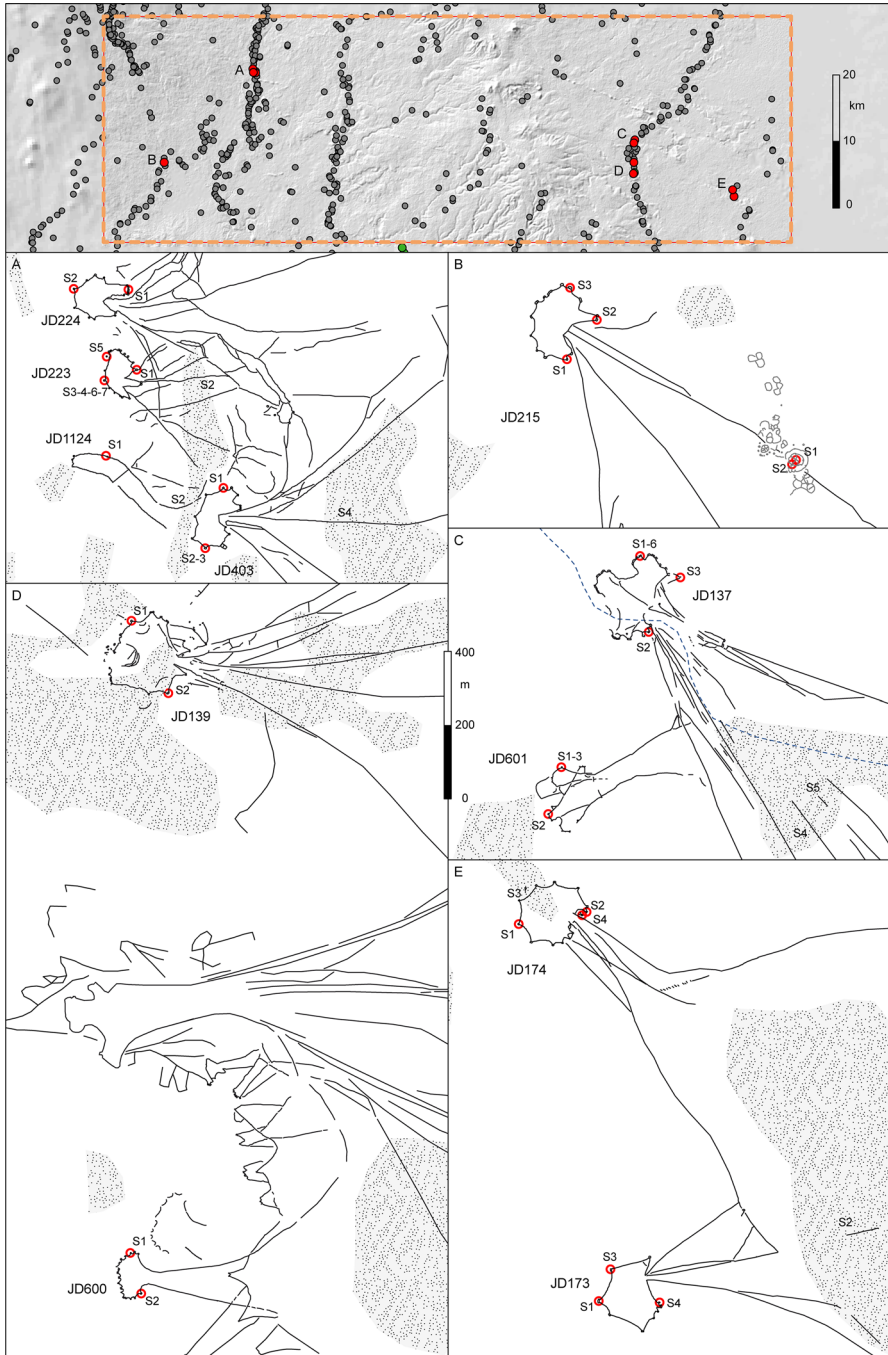 A
B
C
D
E
20
km
10
0
A
S2
S1
JD224
S5
JD223
S1
S3-4-6-7
S2
JD1124
S1
S1
S2
S4
S2-3
JD403
B
S3
S2
S1
JD215
S1
S2
C
S1-6
S3
JD137
S2
JD601
S1-3
S5
S2
S4
D
S1
S2
JD139
400
m
200
0
S1
JD600
S2
E
S3
S2
S4
S1
JD174
S2
S3
JD173
S1
S4